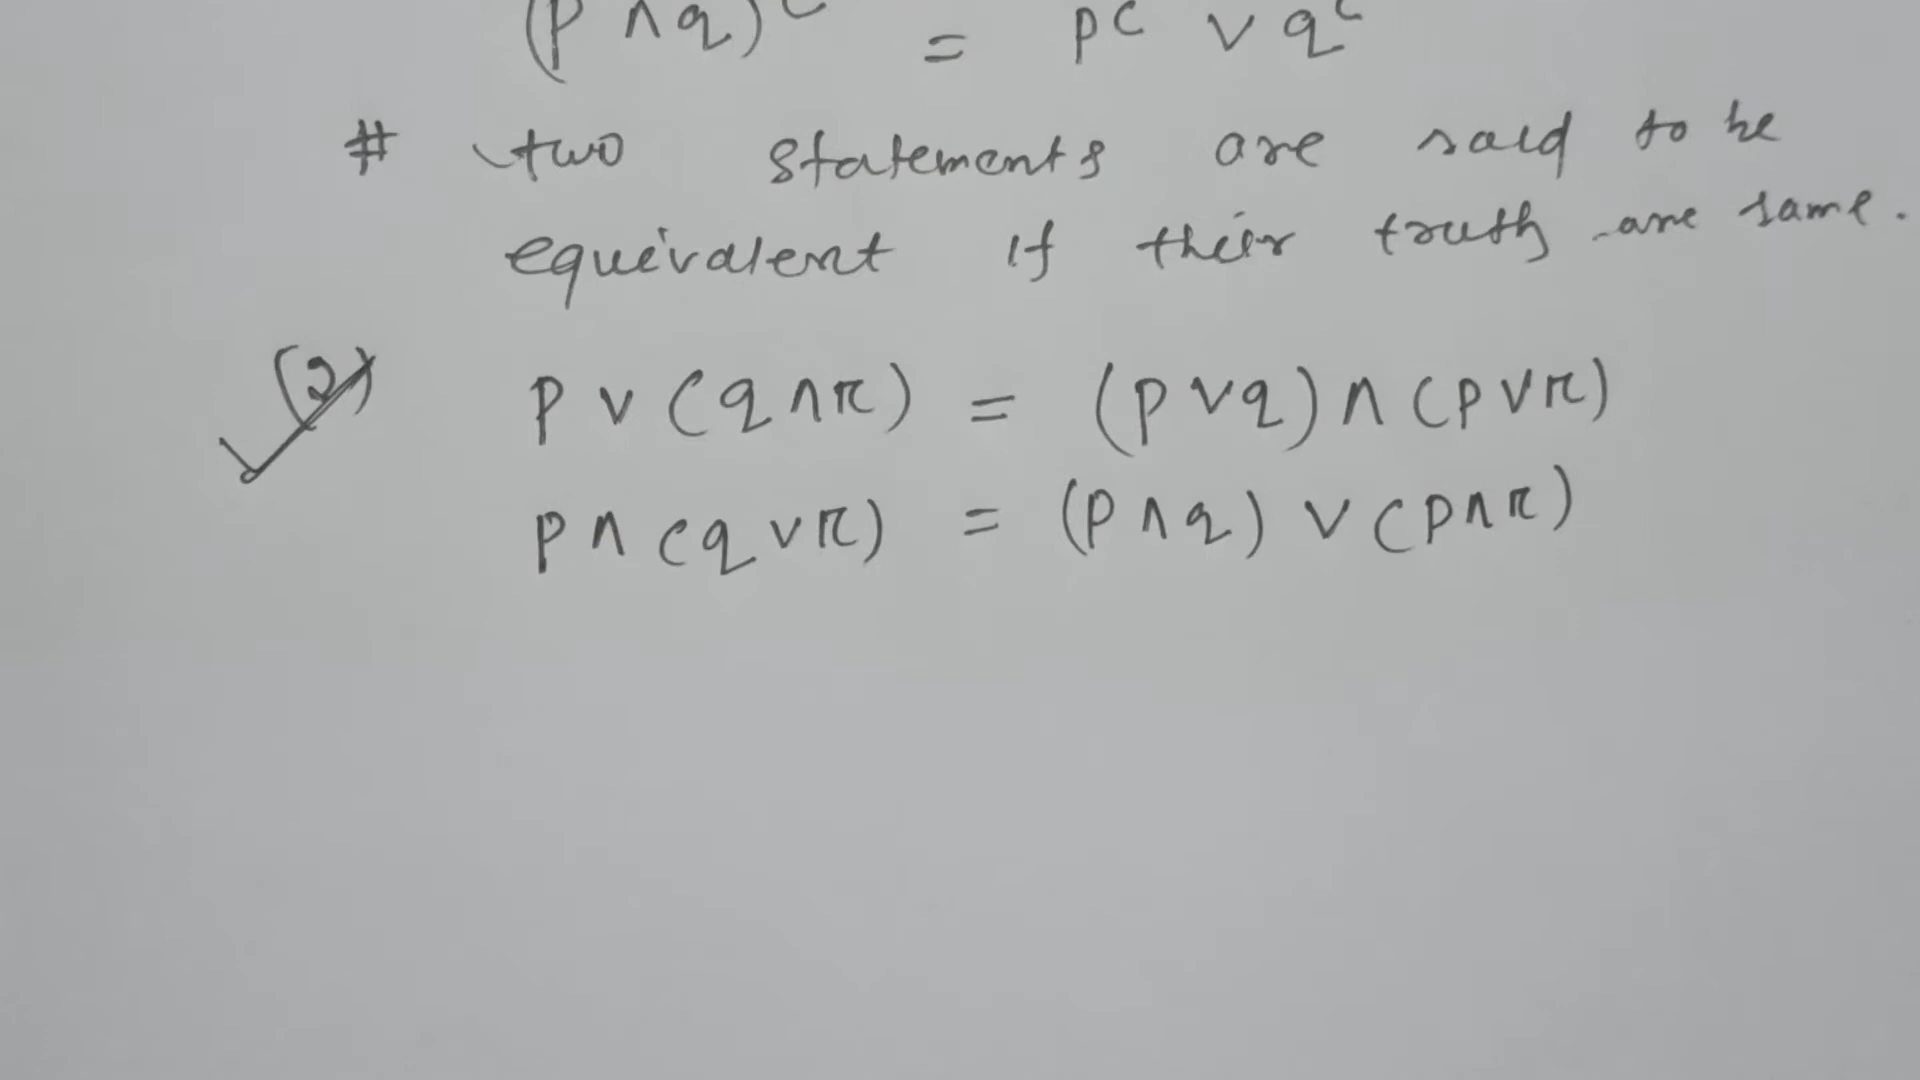 (p ∧ q)ᶜ = pᶜ ∨ qᶜ
# two statements are said to be
equivalent if their truth are same.
(2) p ∨ (q ∧ r) = (p ∨ q) ∧ (p ∨ r)
p ∧ (q ∨ r) = (p ∧ q) ∨ (p ∧ r)